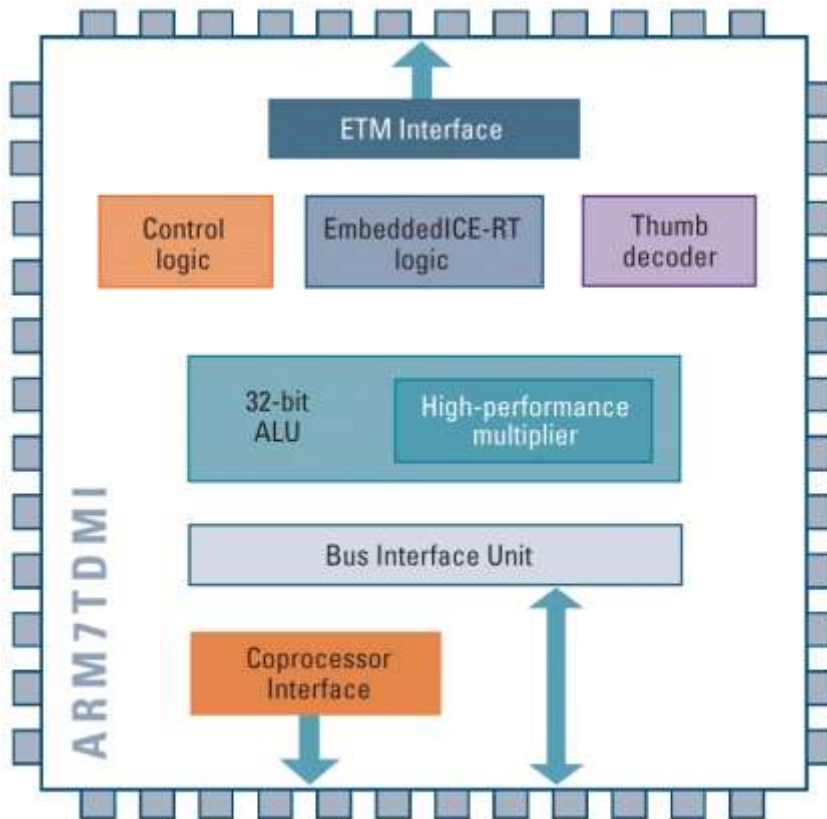 ETM Interface
Control
logic
EmbeddedICE-RT
logic
Thumb
decoder
32-bit
ALU
High-performance
multiplier
Bus Interface Unit
Coprocessor
Interface
ARM7TDMI